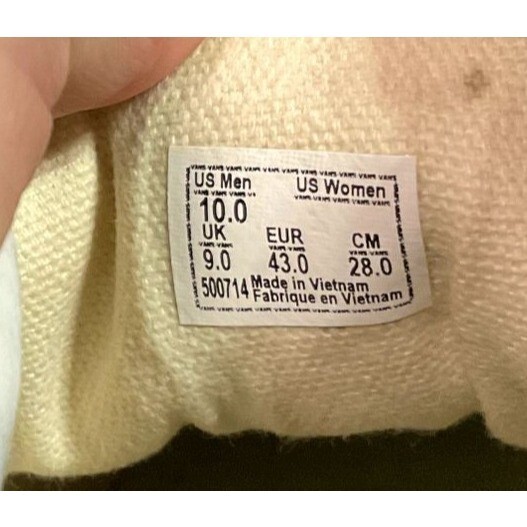 US Men US Women
10.0
UK EUR CM
9.0 43.0 28.0
500714 Made in Vietnam
Fabrique en Vietnam